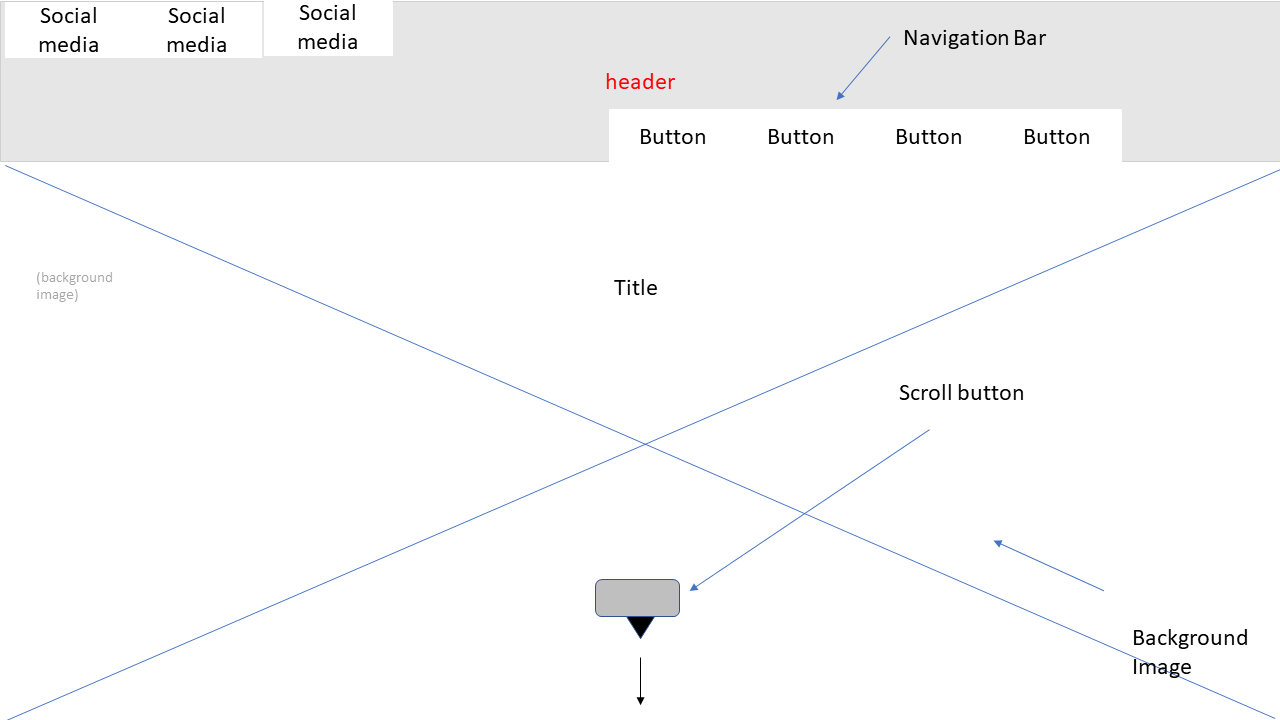 Social
media
Social
media
Social
media
Navigation Bar
header
Button
Button
Button
Button
(background
image)
Title
Scroll button
Background
Image